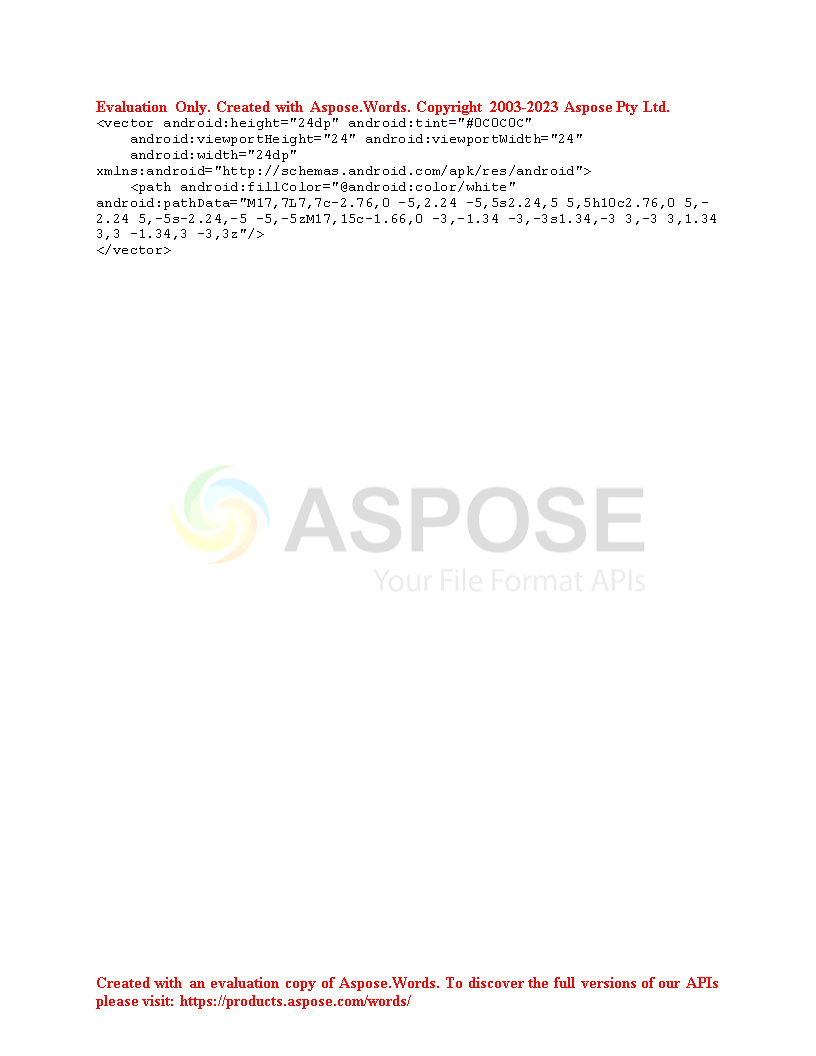 Evaluation Only. Created with Aspose.Words. Copyright 2003-2023 Aspose Pty Ltd.
<vector android:height="24dp" android:tint="#0C0C0C"
    android:viewportHeight="24" android:viewportWidth="24"
    android:width="24dp"
xmlns:android="http://schemas.android.com/apk/res/android">
    <path android:fillColor="@android:color/white"
android:pathData="M17,7L7,7c-2.76,0 -5,2.24 -5,5s2.24,5 5,5h10c2.76,0 5,-
2.24 5,-5s-2.24,-5 -5,-5zM17,15c-1.66,0 -3,-1.34 -3,-3s1.34,-3 3,-3 3,1.34
3,3 -1.34,3 -3,3z"/>
</vector>
ASPOSE
Your File Format APIs
Created with an evaluation copy of Aspose.Words. To discover the full versions of our APIs
please visit: https://products.aspose.com/words/